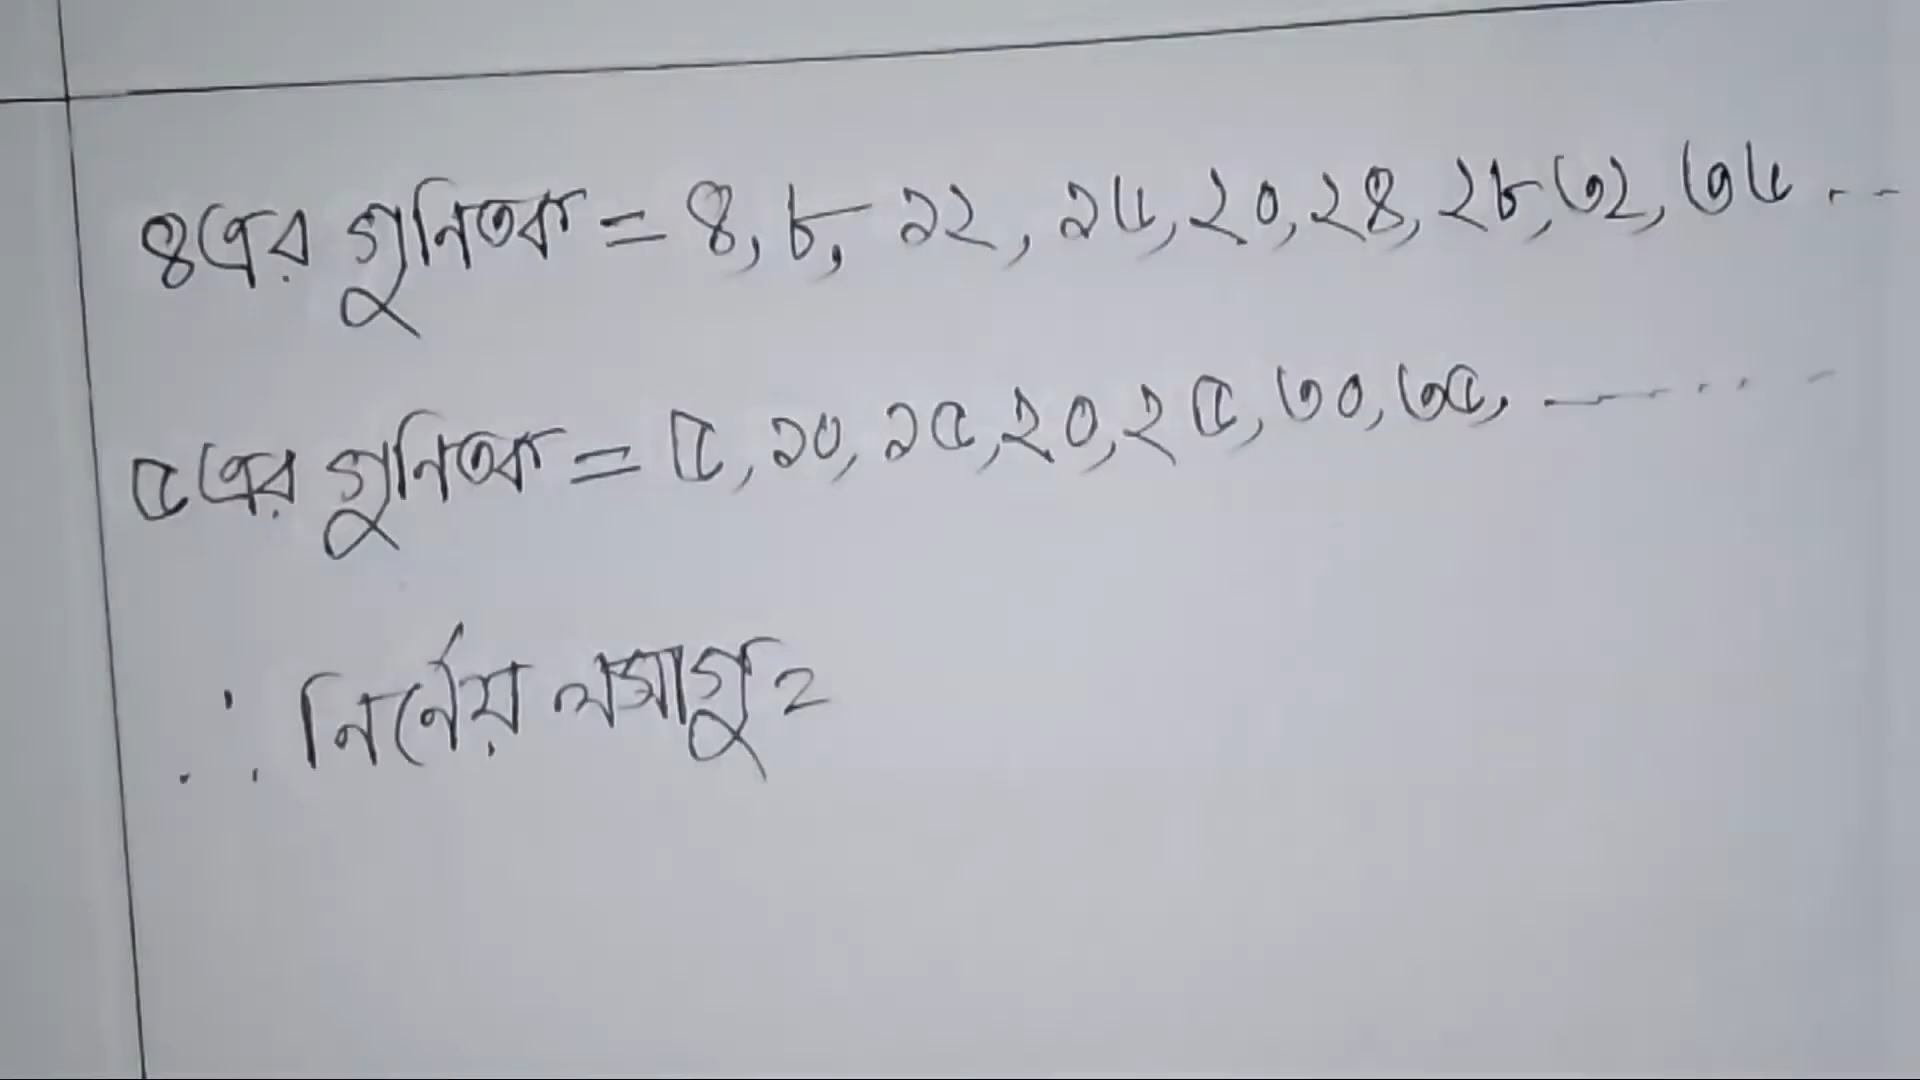 ৪এর গুনিতক = ৪, ৮, ১২, ১৬, ২০, ২৪, ২৮, ৩২, ৩৬ ...
৫এর গুনিতক = ৫, ১০, ১৫, ২০, ২৫, ৩০, ৩৫, ......
∴ নির্নেয় লসাগু =